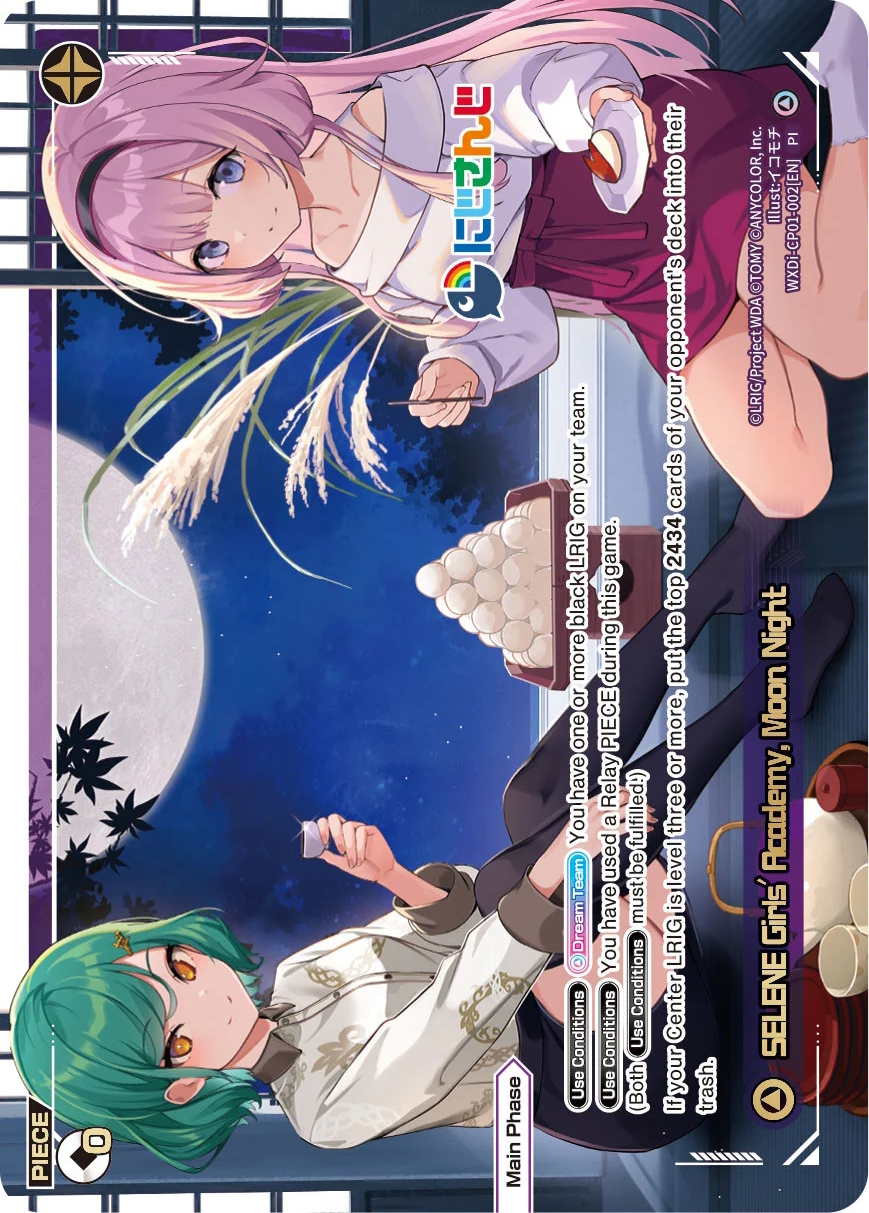 PIECE
0
にじさんじ
Main Phase
Use Conditions Dream Team You have one or more black LRIG on your team.
Use Conditions You have used a Relay PIECE during this game.
(Both Use Conditions must be fulfilled!)
If your Center LRIG is level three or more, put the top 2434 cards of your opponent's deck into their
trash.
SELENE Girls' Academy, Moon Night
©LRIG/Project WDA ©TOMY ©ANYCOLOR, Inc.
Illust:イコモチ
WXDi-CP01-002[EN] PI